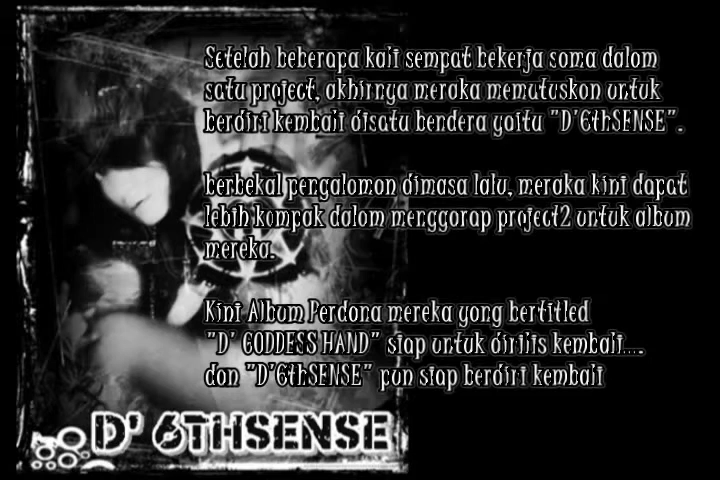 Setelah beberapa kali sempat bekerja sama dalam
satu project, akhirnya meraka memutuskan untuk
berdiri kembali disatu bendera yaitu "D'6thSENSE".
berbekal pengalaman dimasa lalu, meraka kini dapat
lebih kompak dalam menggarap project2 untuk album
mereka.
Kini Album Perdana mereka yang bertitled
"D' GODDESS HAND" siap untuk dirilis kembali....
dan "D'6thSENSE" pun siap berdiri kembali
D' 6THSENSE